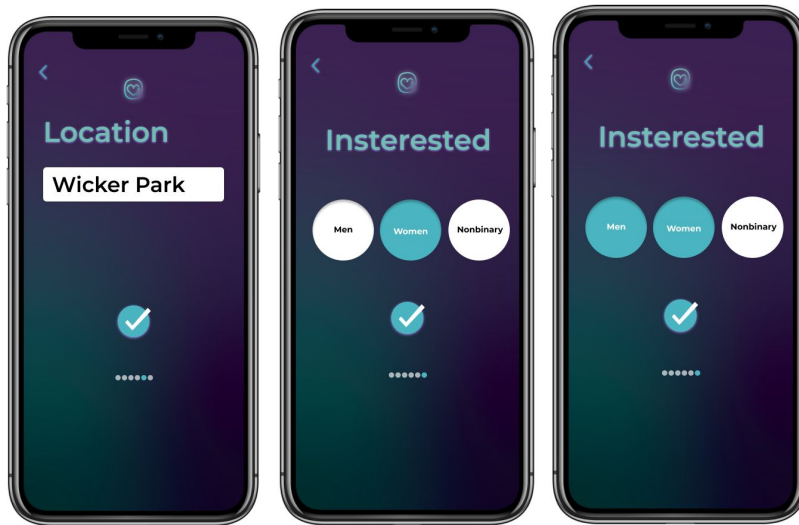 Location
Wicker Park
Insterested
Men Women Nonbinary
Insterested
Men Women Nonbinary